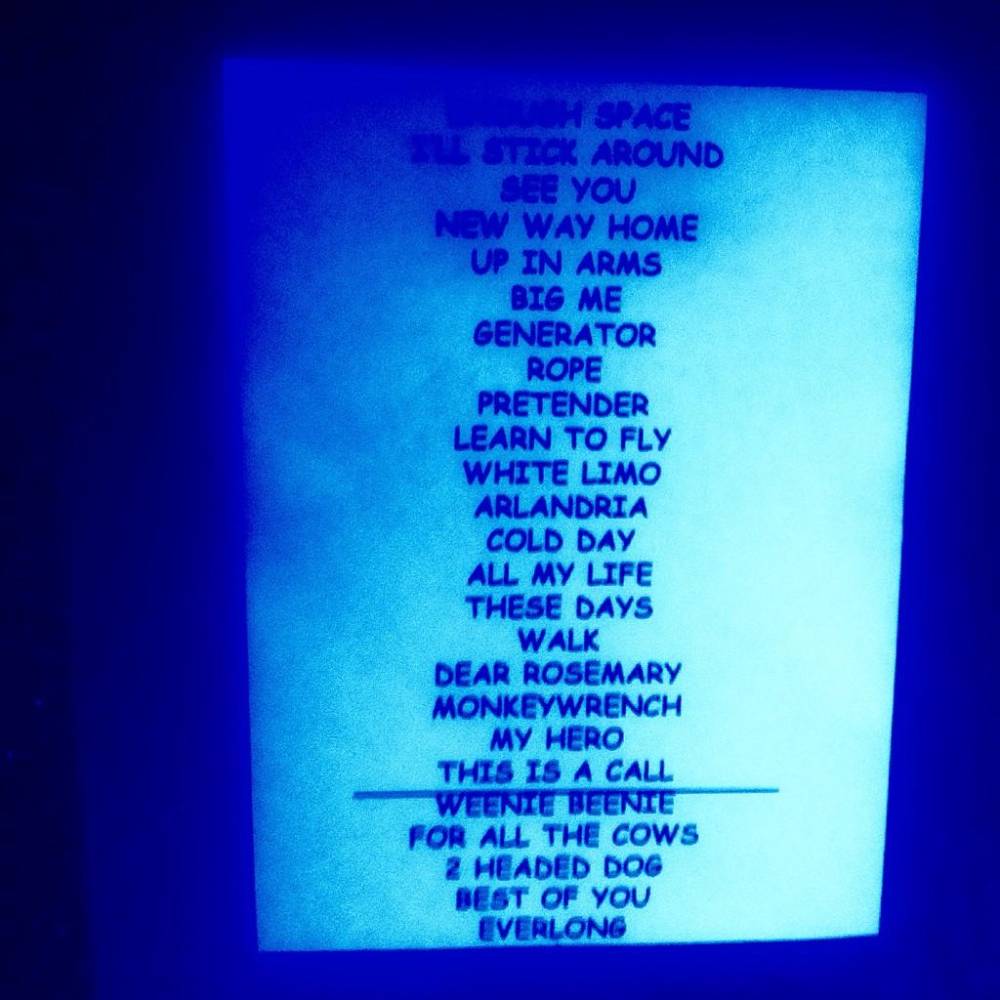 ENOUGH SPACE
I'LL STICK AROUND
SEE YOU
NEW WAY HOME
UP IN ARMS
BIG ME
GENERATOR
ROPE
PRETENDER
LEARN TO FLY
WHITE LIMO
ARLANDRIA
COLD DAY
ALL MY LIFE
THESE DAYS
WALK
DEAR ROSEMARY
MONKEYWRENCH
MY HERO
THIS IS A CALL
WEENIE BEENIE
FOR ALL THE COWS
2 HEADED DOG
BEST OF YOU
EVERLONG